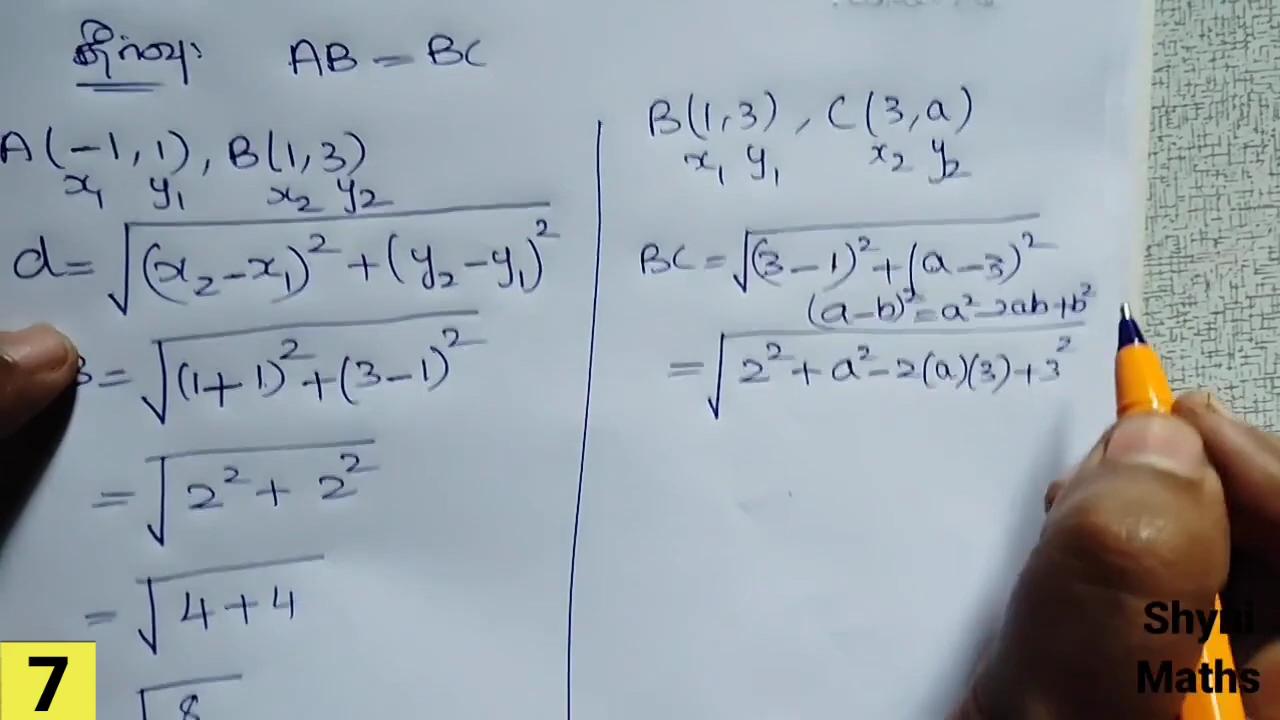 தீர்வு: AB = BC
A(-1, 1), B(1, 3)
x₁ y₁ x₂ y₂
d = √((x₂ - x₁)² + (y₂ - y₁)²)
= √((1 + 1)² + (3 - 1)²)
= √(2² + 2²)
= √(4 + 4)
√8
B(1, 3), C(3, a)
x₁ y₁ x₂ y₂
BC = √((3 - 1)² + (a - 3)²)
(a - b)² = a² - 2ab + b²
= √(2² + a² - 2(a)(3) + 3²)
7
Shyni
Maths